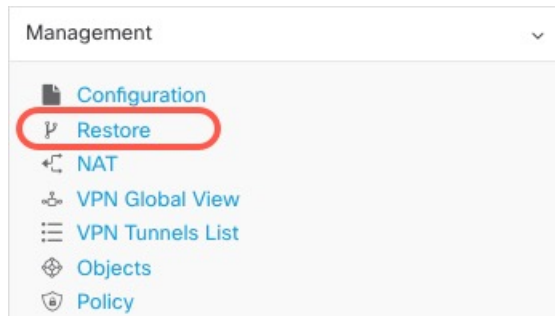 Management
Configuration
Restore
NAT
VPN Global View
VPN Tunnels List
Objects
Policy